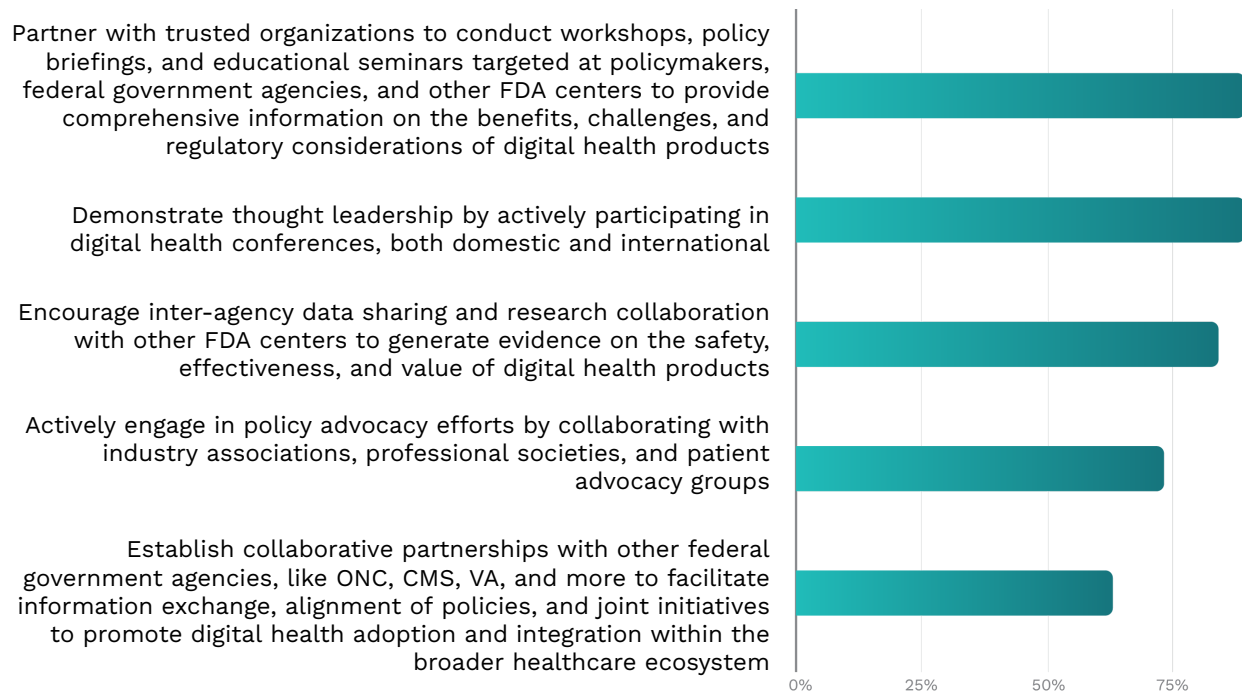 Partner with trusted organizations to conduct workshops, policy
briefings, and educational seminars targeted at policymakers,
federal government agencies, and other FDA centers to provide
comprehensive information on the benefits, challenges, and
regulatory considerations of digital health products
Demonstrate thought leadership by actively participating in
digital health conferences, both domestic and international
Encourage inter-agency data sharing and research collaboration
with other FDA centers to generate evidence on the safety,
effectiveness, and value of digital health products
Actively engage in policy advocacy efforts by collaborating with
industry associations, professional societies, and patient
advocacy groups
Establish collaborative partnerships with other federal
government agencies, like ONC, CMS, VA, and more to facilitate
information exchange, alignment of policies, and joint initiatives
to promote digital health adoption and integration within the
broader healthcare ecosystem
0% 25% 50% 75%